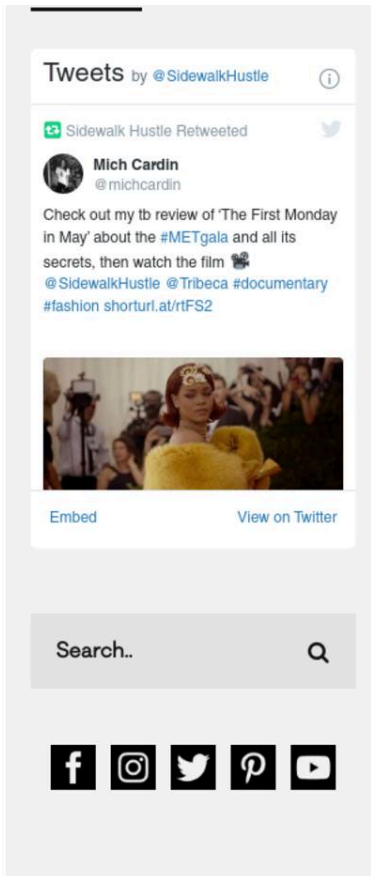 Tweets by @SidewalkHustle
Sidewalk Hustle Retweeted
Mich Cardin
@michcardin
Check out my tb review of 'The First Monday
in May' about the #METgala and all its
secrets, then watch the film 🎥
@SidewalkHustle @Tribeca #documentary
#fashion shorturl.at/rtFS2
Embed
View on Twitter
Search..